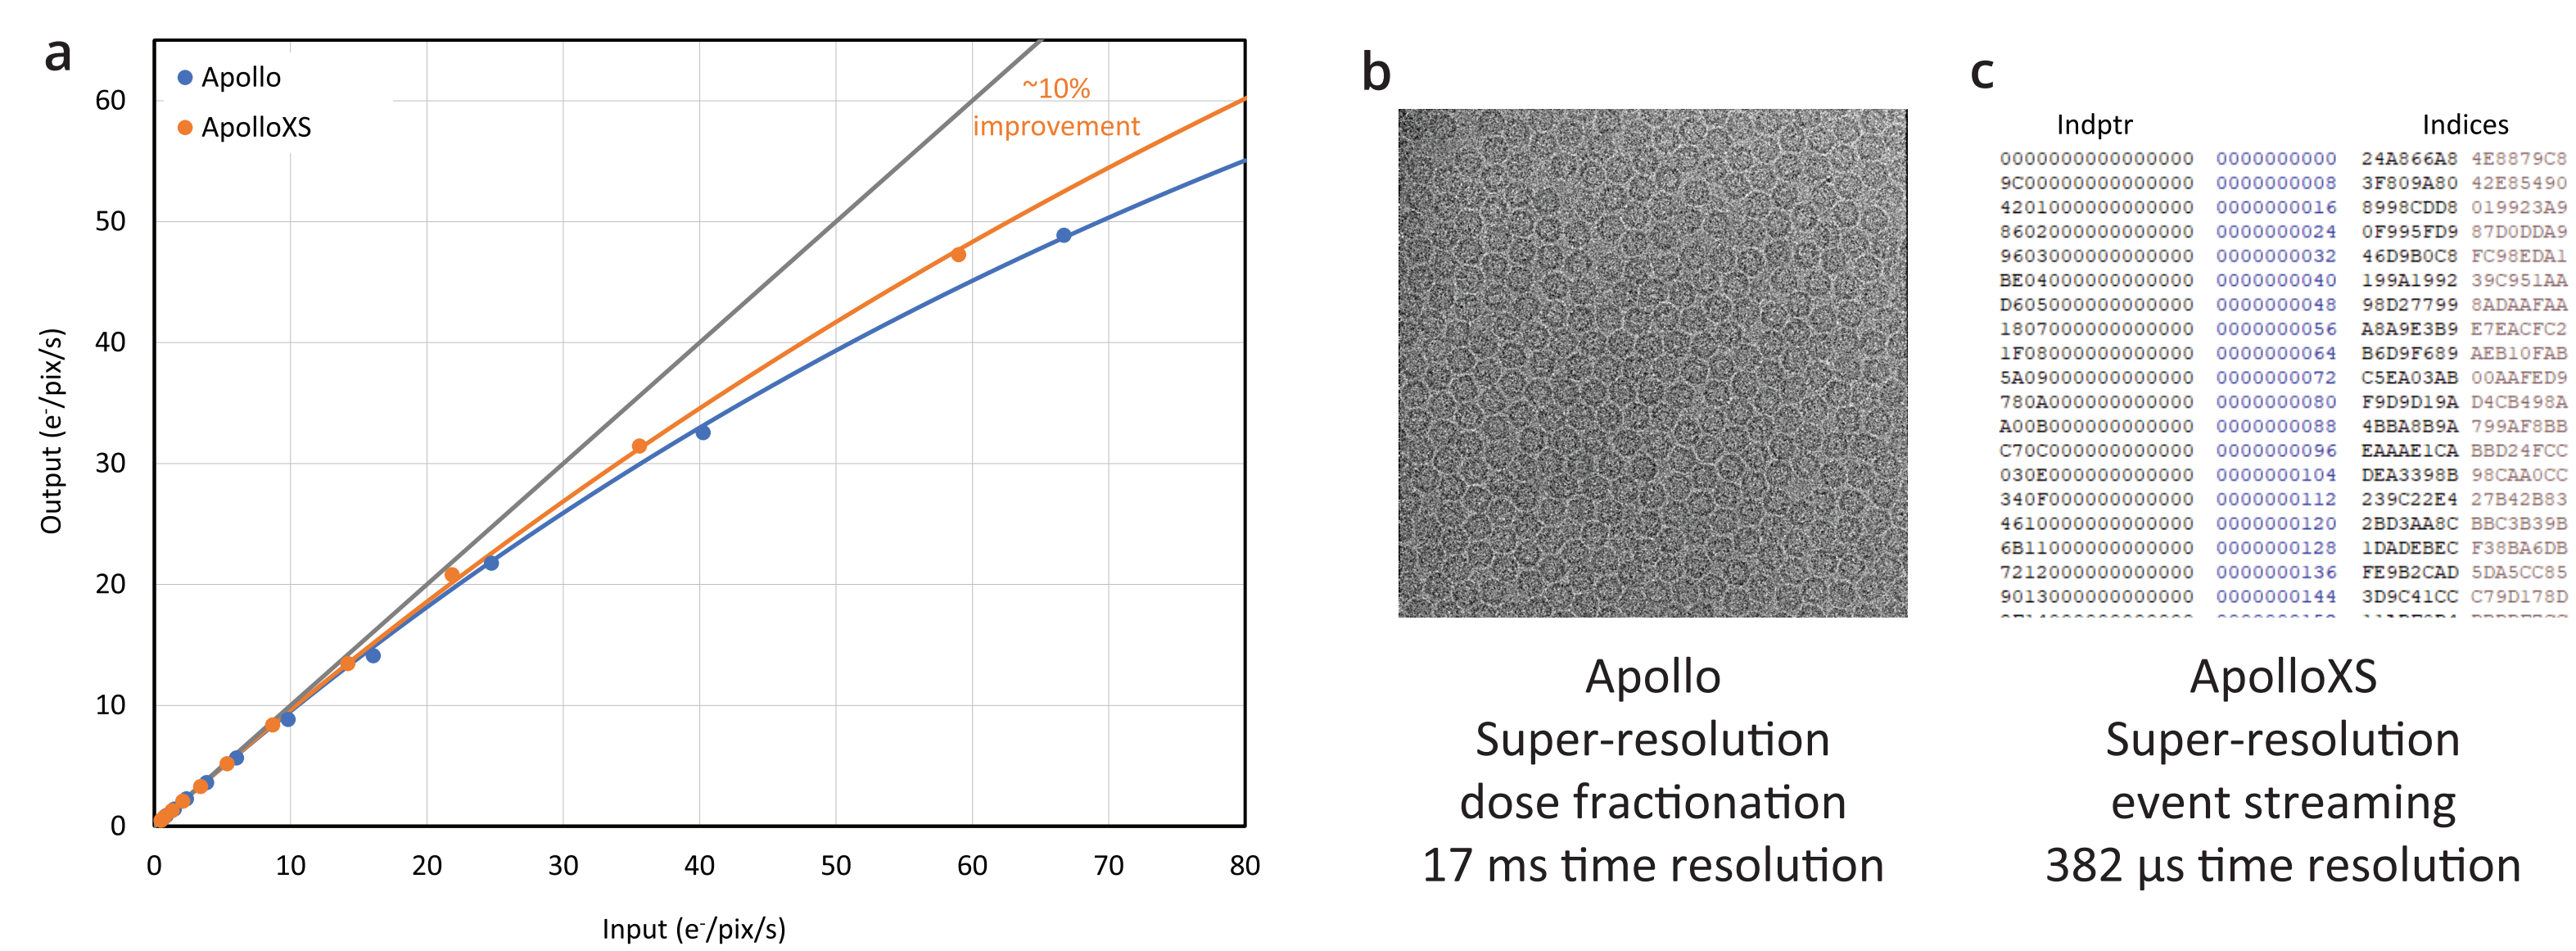 a
Apollo
ApolloXS
~10%
improvement
60
50
40
30
20
10
0
0 10 20 30 40 50 60 70 80
Output (e-/pix/s)
Input (e-/pix/s)
b
Apollo
Super-resolution
dose fractionation
17 ms time resolution
c
Indptr Indices
0000000000000000 0000000000 24A866A8 4E8879C8
9C00000000000000 0000000008 3F809A80 42E85490
4201000000000000 0000000016 8998CDD8 019923A9
8602000000000000 0000000024 0F995FD9 87D0DDA9
9603000000000000 0000000032 46D9B0C8 FC98EDA1
BE04000000000000 0000000040 199A1992 39C951AA
D605000000000000 0000000048 98D27799 8ADAAFAA
1807000000000000 0000000056 A8A9E3B9 E7EACFC2
1F08000000000000 0000000064 B6D9F689 AEB10FAB
5A09000000000000 0000000072 C5EA03AB 00AAFED9
780A000000000000 0000000080 F9D9D19A D4CB498A
A00B000000000000 0000000088 4BBA8B9A 799AF8BB
C70C000000000000 0000000096 EAAAE1CA BBD24FCC
030E000000000000 0000000104 DEA3398B 98CAA0CC
340F000000000000 0000000112 239C22E4 27B42B83
4610000000000000 0000000120 2BD3AA8C BBC3B39B
6B11000000000000 0000000128 1DADEBEC F38BA6DB
7212000000000000 0000000136 FE9B2CAD 5DA5CC85
9013000000000000 0000000144 3D9C41CC C79D178D
ApolloXS
Super-resolution
event streaming
382 μs time resolution